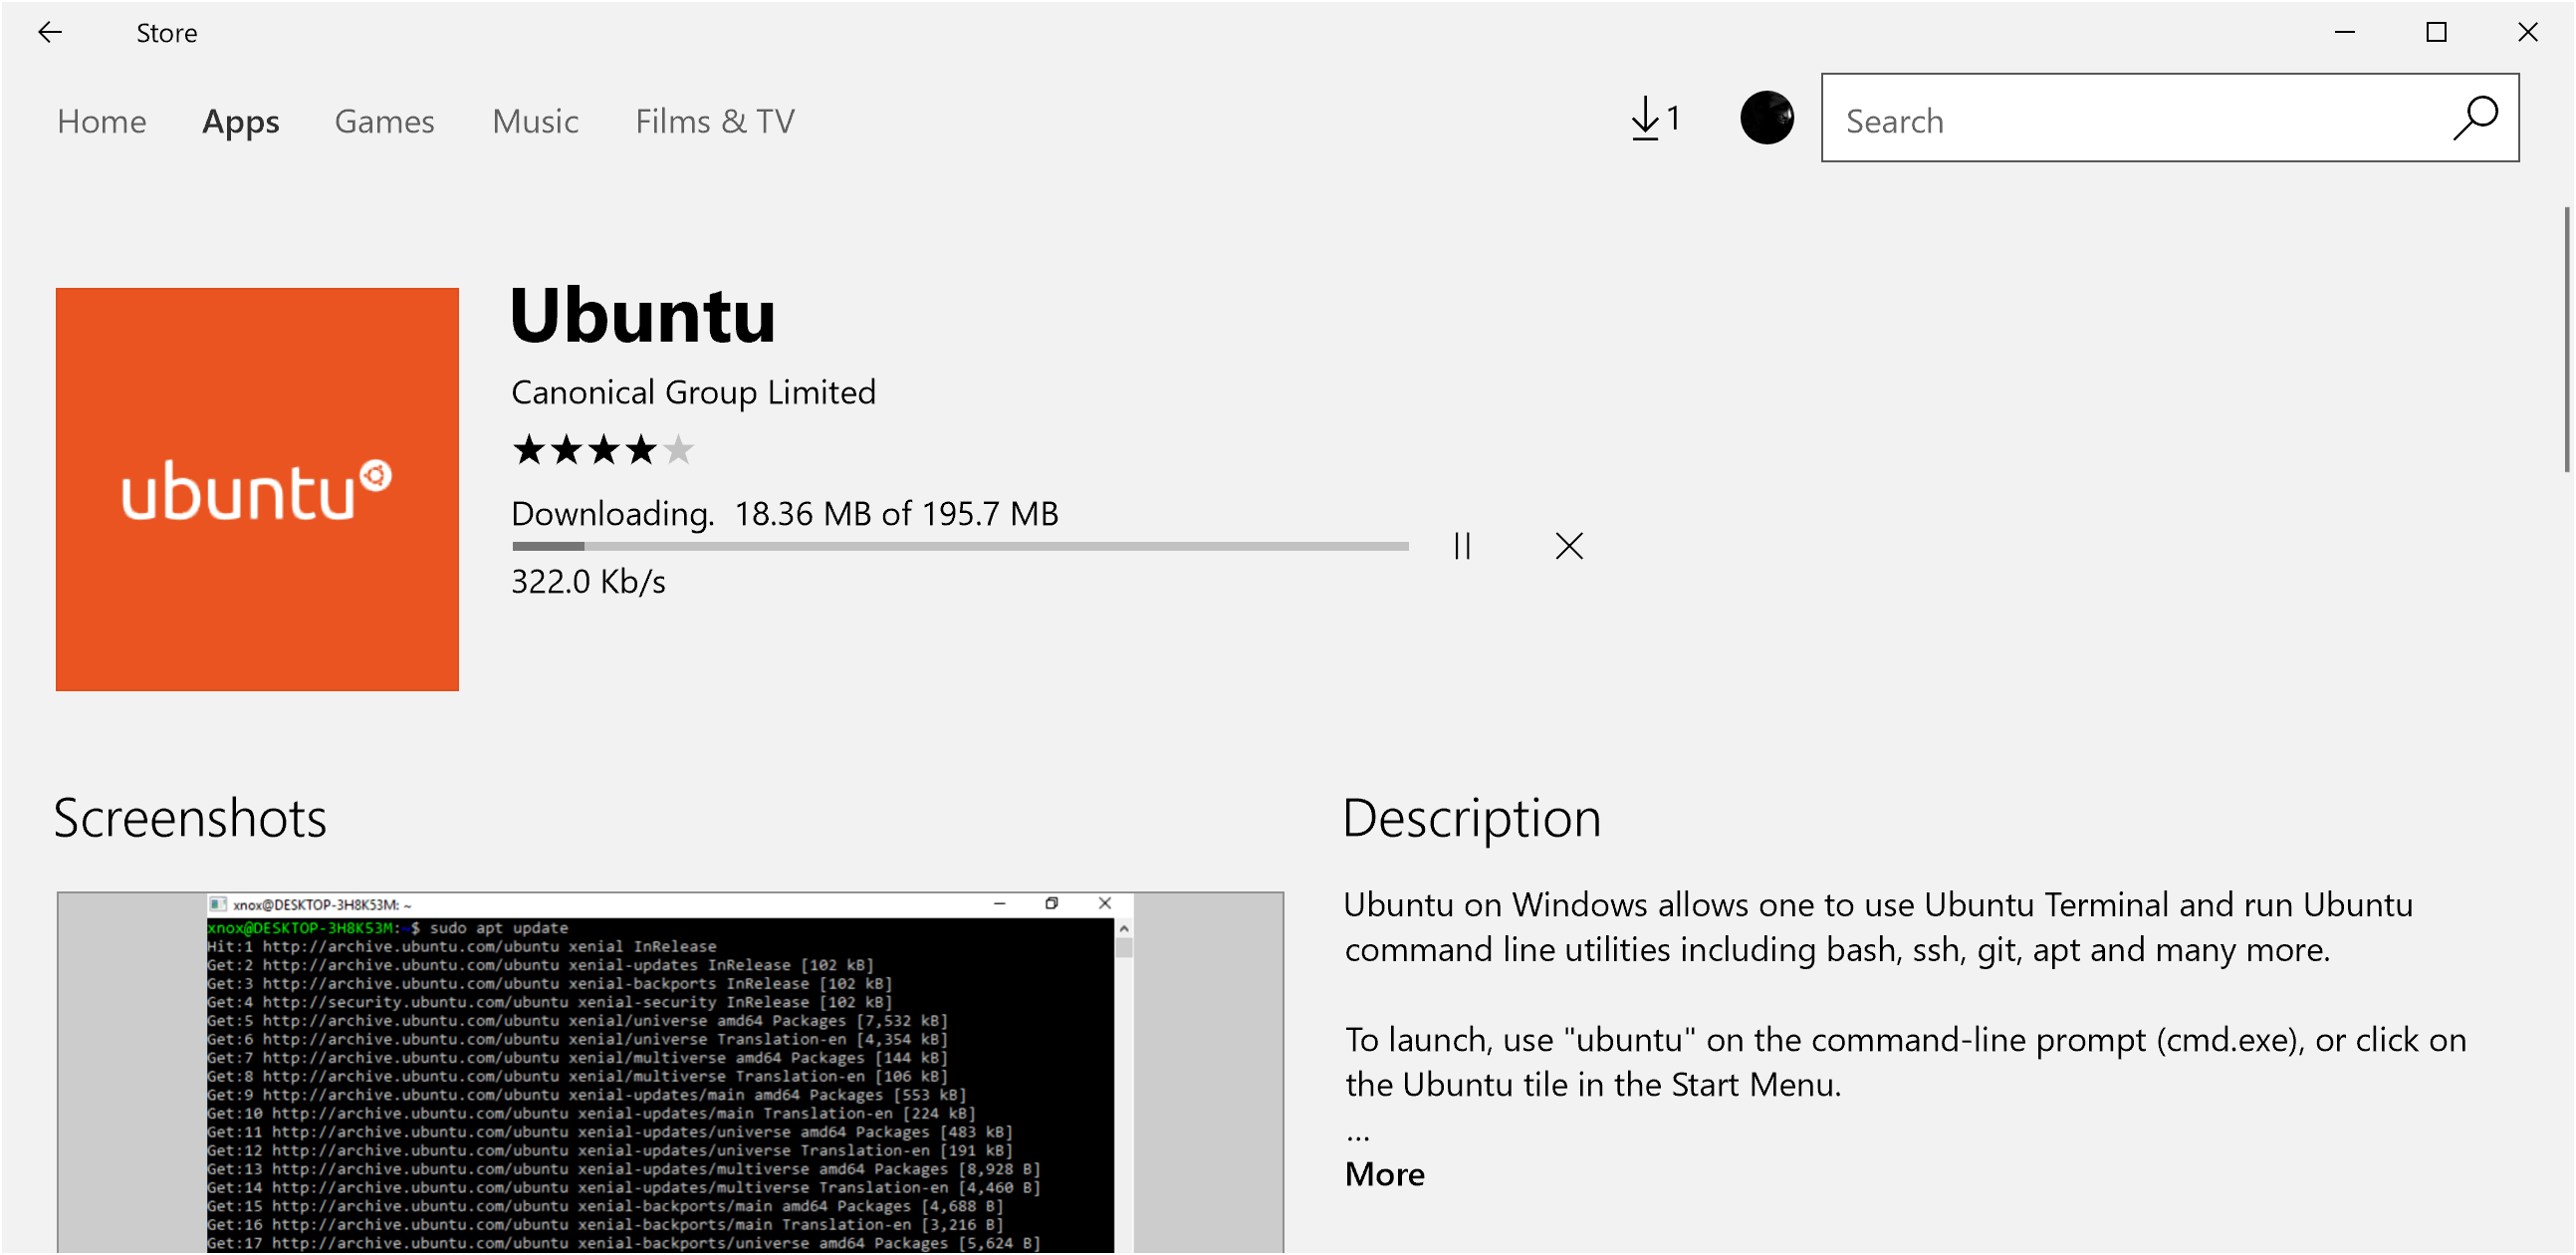 Store
Home Apps Games Music Films & TV
1
Search
Ubuntu
Canonical Group Limited
ubuntu
Downloading. 18.36 MB of 195.7 MB
322.0 Kb/s
Screenshots
xnox@DESKTOP-3H8K53M: ~
xnox@DESKTOP-3H8K53M:~$ sudo apt update
Hit:1 http://archive.ubuntu.com/ubuntu xenial InRelease
Get:2 http://archive.ubuntu.com/ubuntu xenial-updates InRelease [102 kB]
Get:3 http://archive.ubuntu.com/ubuntu xenial-backports InRelease [102 kB]
Get:4 http://security.ubuntu.com/ubuntu xenial-security InRelease [102 kB]
Get:5 http://archive.ubuntu.com/ubuntu xenial/universe amd64 Packages [7,532 kB]
Get:6 http://archive.ubuntu.com/ubuntu xenial/universe Translation-en [4,354 kB]
Get:7 http://archive.ubuntu.com/ubuntu xenial/multiverse amd64 Packages [144 kB]
Get:8 http://archive.ubuntu.com/ubuntu xenial/multiverse Translation-en [106 kB]
Get:9 http://archive.ubuntu.com/ubuntu xenial-updates/main amd64 Packages [553 kB]
Get:10 http://archive.ubuntu.com/ubuntu xenial-updates/main Translation-en [224 kB]
Get:11 http://archive.ubuntu.com/ubuntu xenial-updates/universe amd64 Packages [483 kB]
Get:12 http://archive.ubuntu.com/ubuntu xenial-updates/universe Translation-en [191 kB]
Get:13 http://archive.ubuntu.com/ubuntu xenial-updates/multiverse amd64 Packages [8,928 B]
Get:14 http://archive.ubuntu.com/ubuntu xenial-updates/multiverse Translation-en [4,460 B]
Get:15 http://archive.ubuntu.com/ubuntu xenial-backports/main amd64 Packages [4,688 B]
Get:16 http://archive.ubuntu.com/ubuntu xenial-backports/main Translation-en [3,216 B]
Get:17 http://archive.ubuntu.com/ubuntu xenial-backports/universe amd64 Packages [5,624 B]
Description
Ubuntu on Windows allows one to use Ubuntu Terminal and run Ubuntu
command line utilities including bash, ssh, git, apt and many more.
To launch, use "ubuntu" on the command-line prompt (cmd.exe), or click on
the Ubuntu tile in the Start Menu.
...
More